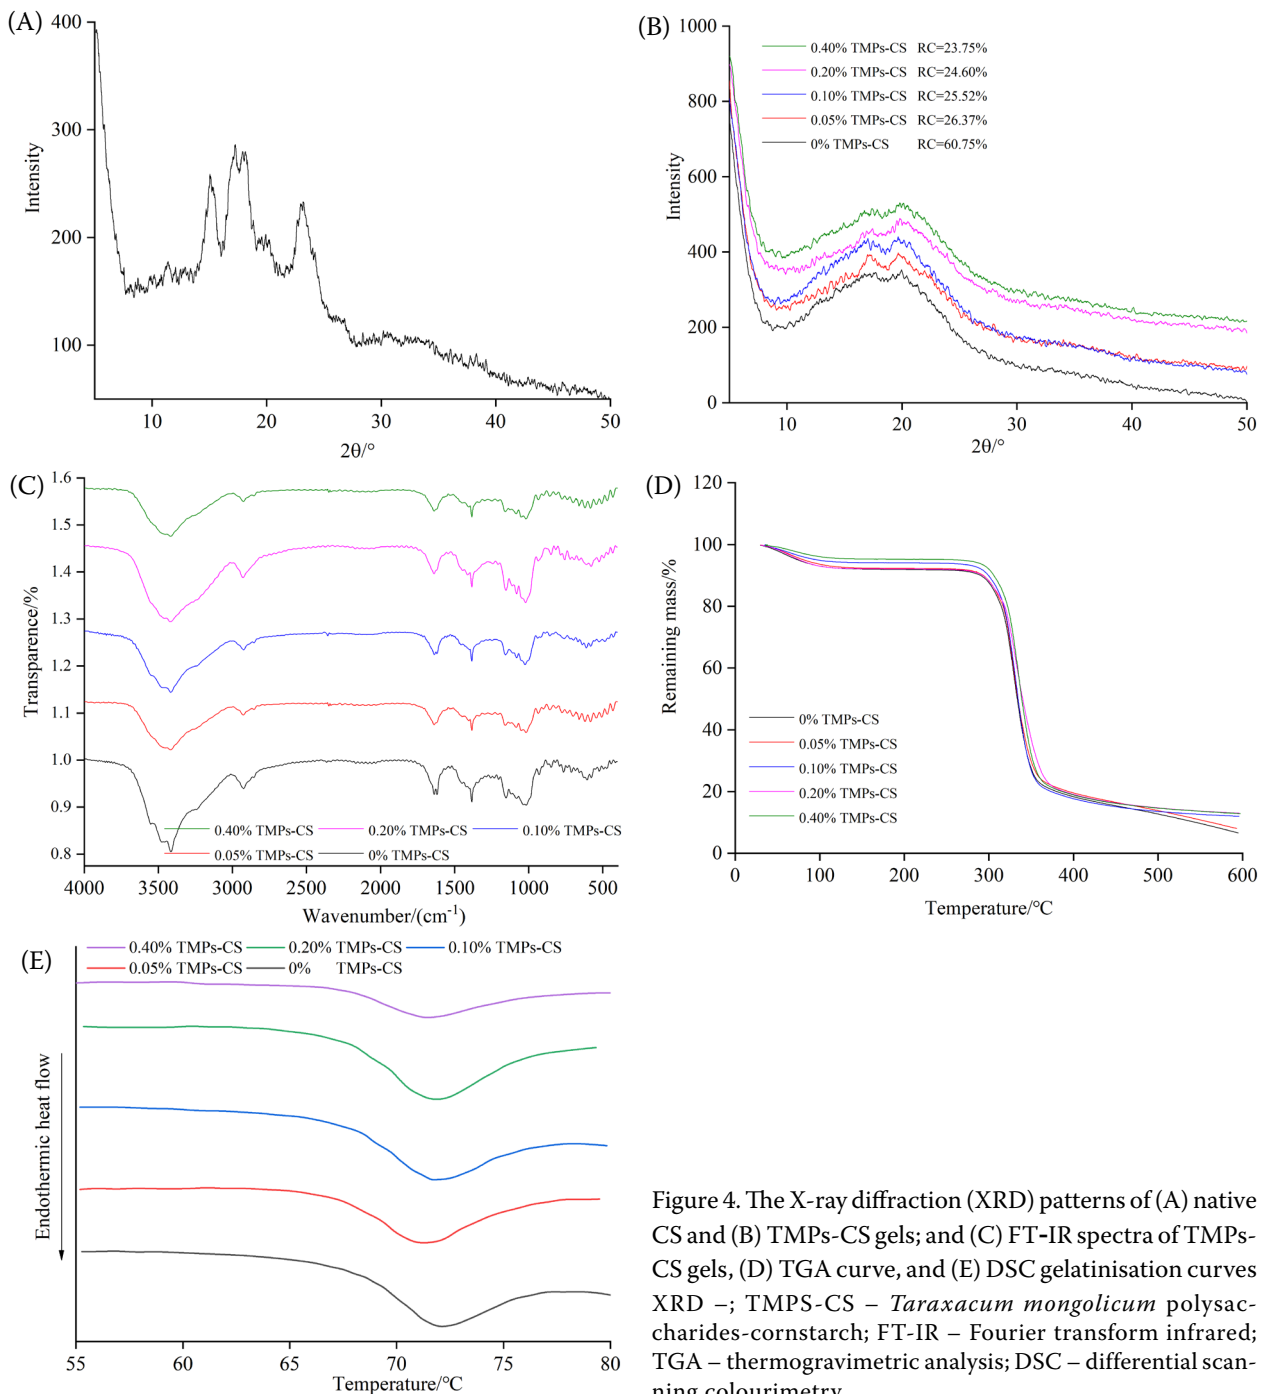 (A)
400
300
200
100
Intensity
10 20 30 40 50
2θ/°
(B)
1000
800
600
400
200
0
Intensity
0.40% TMPs-CS RC=23.75%
0.20% TMPs-CS RC=24.60%
0.10% TMPs-CS RC=25.52%
0.05% TMPs-CS RC=26.37%
0% TMPs-CS RC=60.75%
10 20 30 40 50
2θ/°
(C)
1.6
1.5
1.4
1.3
1.2
1.1
1.0
0.9
0.8
Transparence/%
0.40% TMPs-CS 0.20% TMPs-CS 0.10% TMPs-CS
0.05% TMPs-CS 0% TMPs-CS
4000 3500 3000 2500 2000 1500 1000 500
Wavenumber/(cm-1)
(D)
120
100
80
60
40
20
0
Remaining mass/%
0% TMPs-CS
0.05% TMPs-CS
0.10% TMPs-CS
0.20% TMPs-CS
0.40% TMPs-CS
0 100 200 300 400 500 600
Temperature/°C
(E)
0.40% TMPs-CS 0.20% TMPs-CS 0.10% TMPs-CS
0.05% TMPs-CS 0% TMPs-CS
Endothermic heat flow
55 60 65 70 75 80
Temperature/°C
Figure 4. The X-ray diffraction (XRD) patterns of (A) native
CS and (B) TMPs-CS gels; and (C) FT-IR spectra of TMPs-
CS gels, (D) TGA curve, and (E) DSC gelatinisation curves
XRD –; TMPS-CS – Taraxacum mongolicum polysac-
charides-cornstarch; FT-IR – Fourier transform infrared;
TGA – thermogravimetric analysis; DSC – differential scan-
ning colourimetry